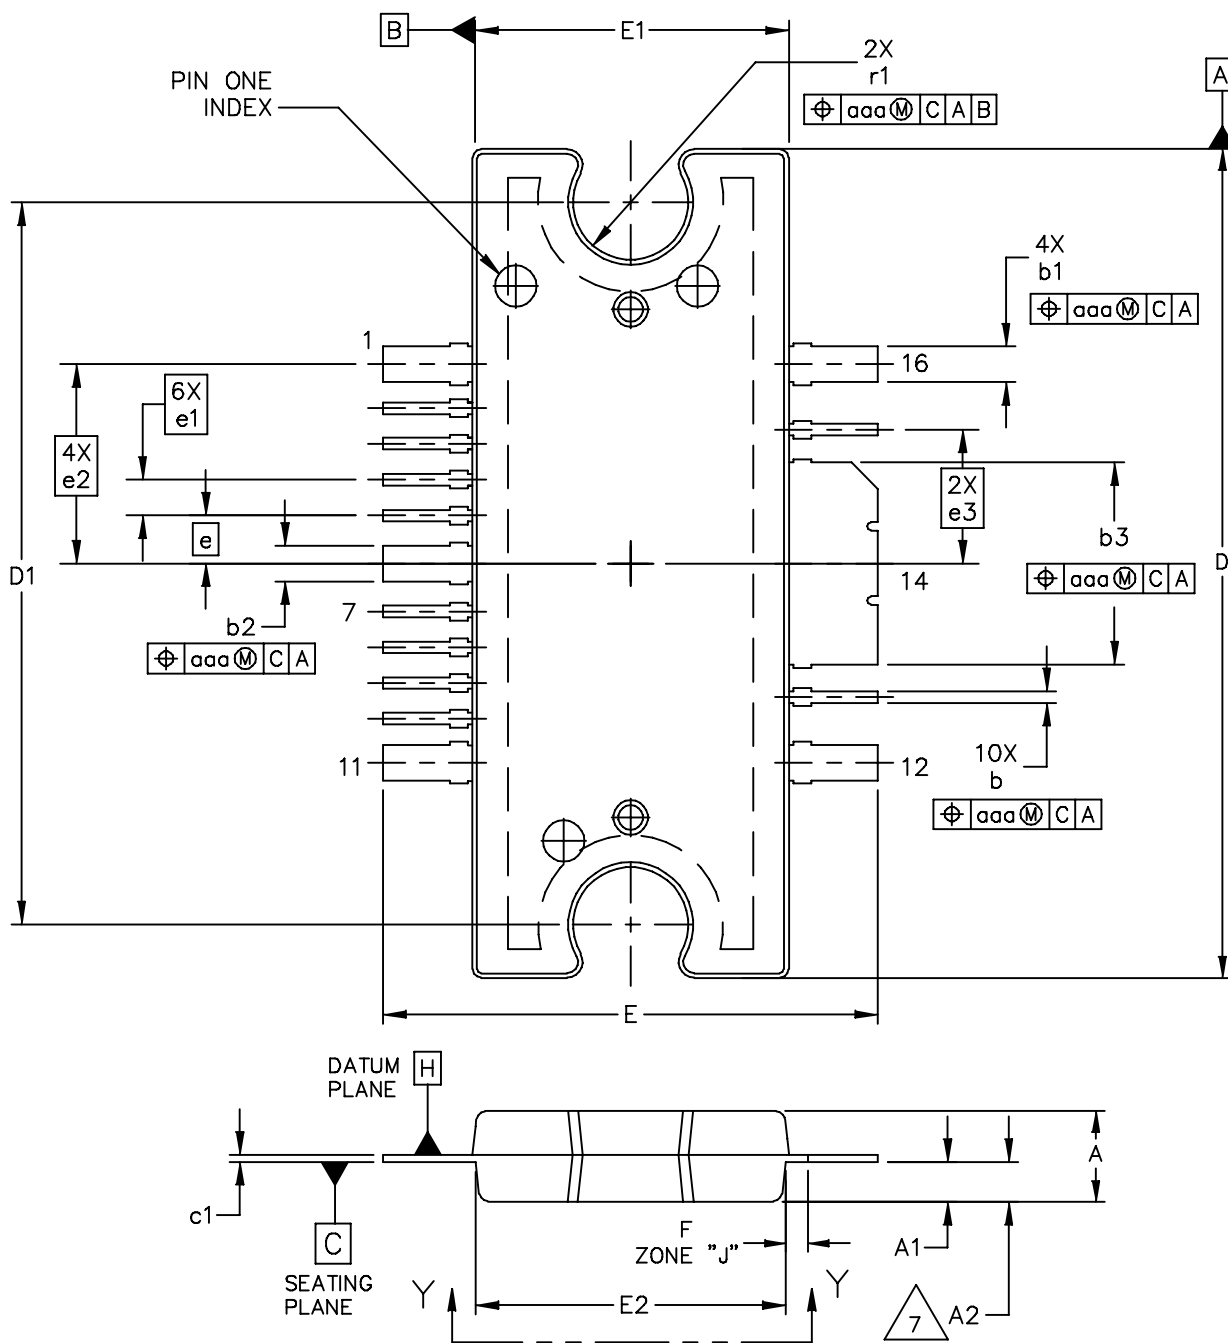 B
E1
2X
r1
⌖ aaa Ⓜ C A B
A
PIN ONE
INDEX
4X
b1
⌖ aaa Ⓜ C A
1
16
6X
e1
4X
e2
2X
e3
e
b3
D1
D
⌖ aaa Ⓜ C A
14
7
b2
⌖ aaa Ⓜ C A
11
12
10X
b
⌖ aaa Ⓜ C A
E
DATUM
PLANE
H
A
c1
C
SEATING
PLANE
F
ZONE "J"
A1
Y
Y
E2
7
A2